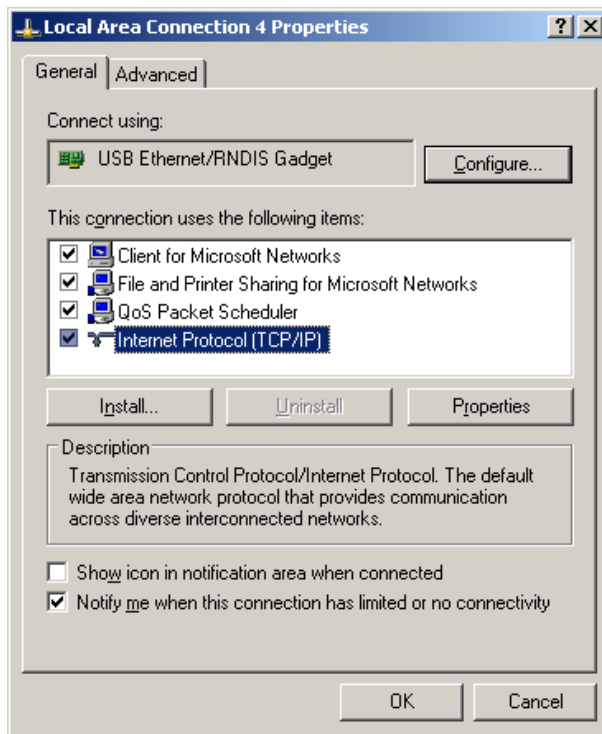 Local Area Connection 4 Properties
General Advanced
Connect using:
USB Ethernet/RNDIS Gadget
Configure...
This connection uses the following items:
Client for Microsoft Networks
File and Printer Sharing for Microsoft Networks
QoS Packet Scheduler
Internet Protocol (TCP/IP)
Install... Uninstall Properties
Description
Transmission Control Protocol/Internet Protocol. The default
wide area network protocol that provides communication
across diverse interconnected networks.
Show icon in notification area when connected
Notify me when this connection has limited or no connectivity
OK Cancel